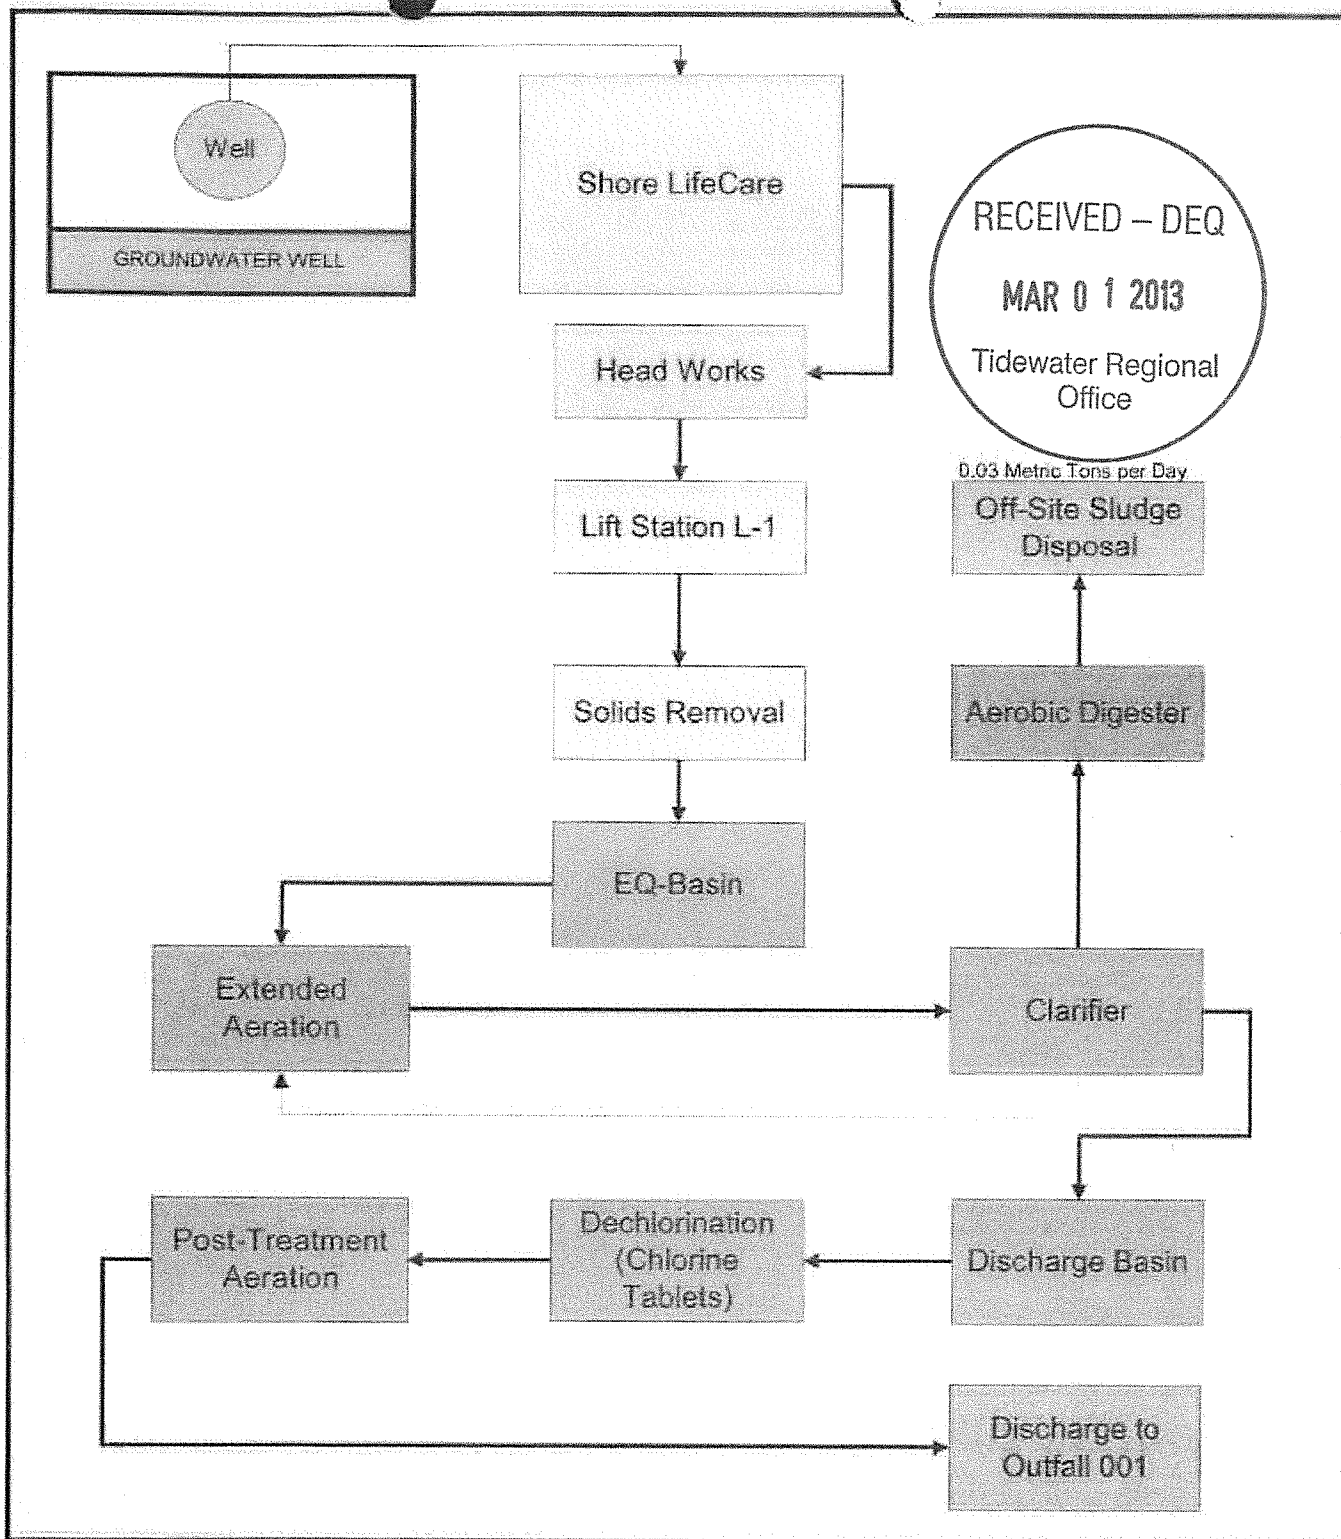 Well
GROUNDWATER WELL
Shore LifeCare
RECEIVED – DEQ
MAR 0 1 2013
Tidewater Regional
Office
Head Works
Lift Station L-1
0.03 Metric Tons per Day
Off-Site Sludge
Disposal
Solids Removal
Aerobic Digester
EQ-Basin
Extended
Aeration
Clarifier
Post-Treatment
Aeration
Dechlorination
(Chlorine
Tablets)
Discharge Basin
Discharge to
Outfall 001